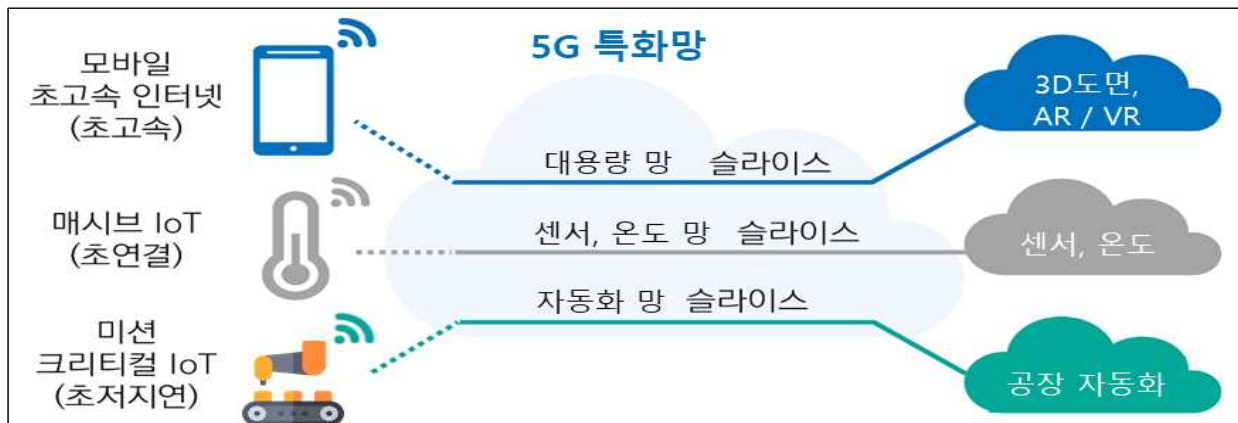 5G 특화망
모바일
초고속 인터넷
(초고속)
대용량 망 슬라이스
3D도면,
AR / VR
매시브 IoT
(초연결)
센서, 온도 망 슬라이스
센서, 온도
미션
크리티컬 IoT
(초저지연)
자동화 망 슬라이스
공장 자동화